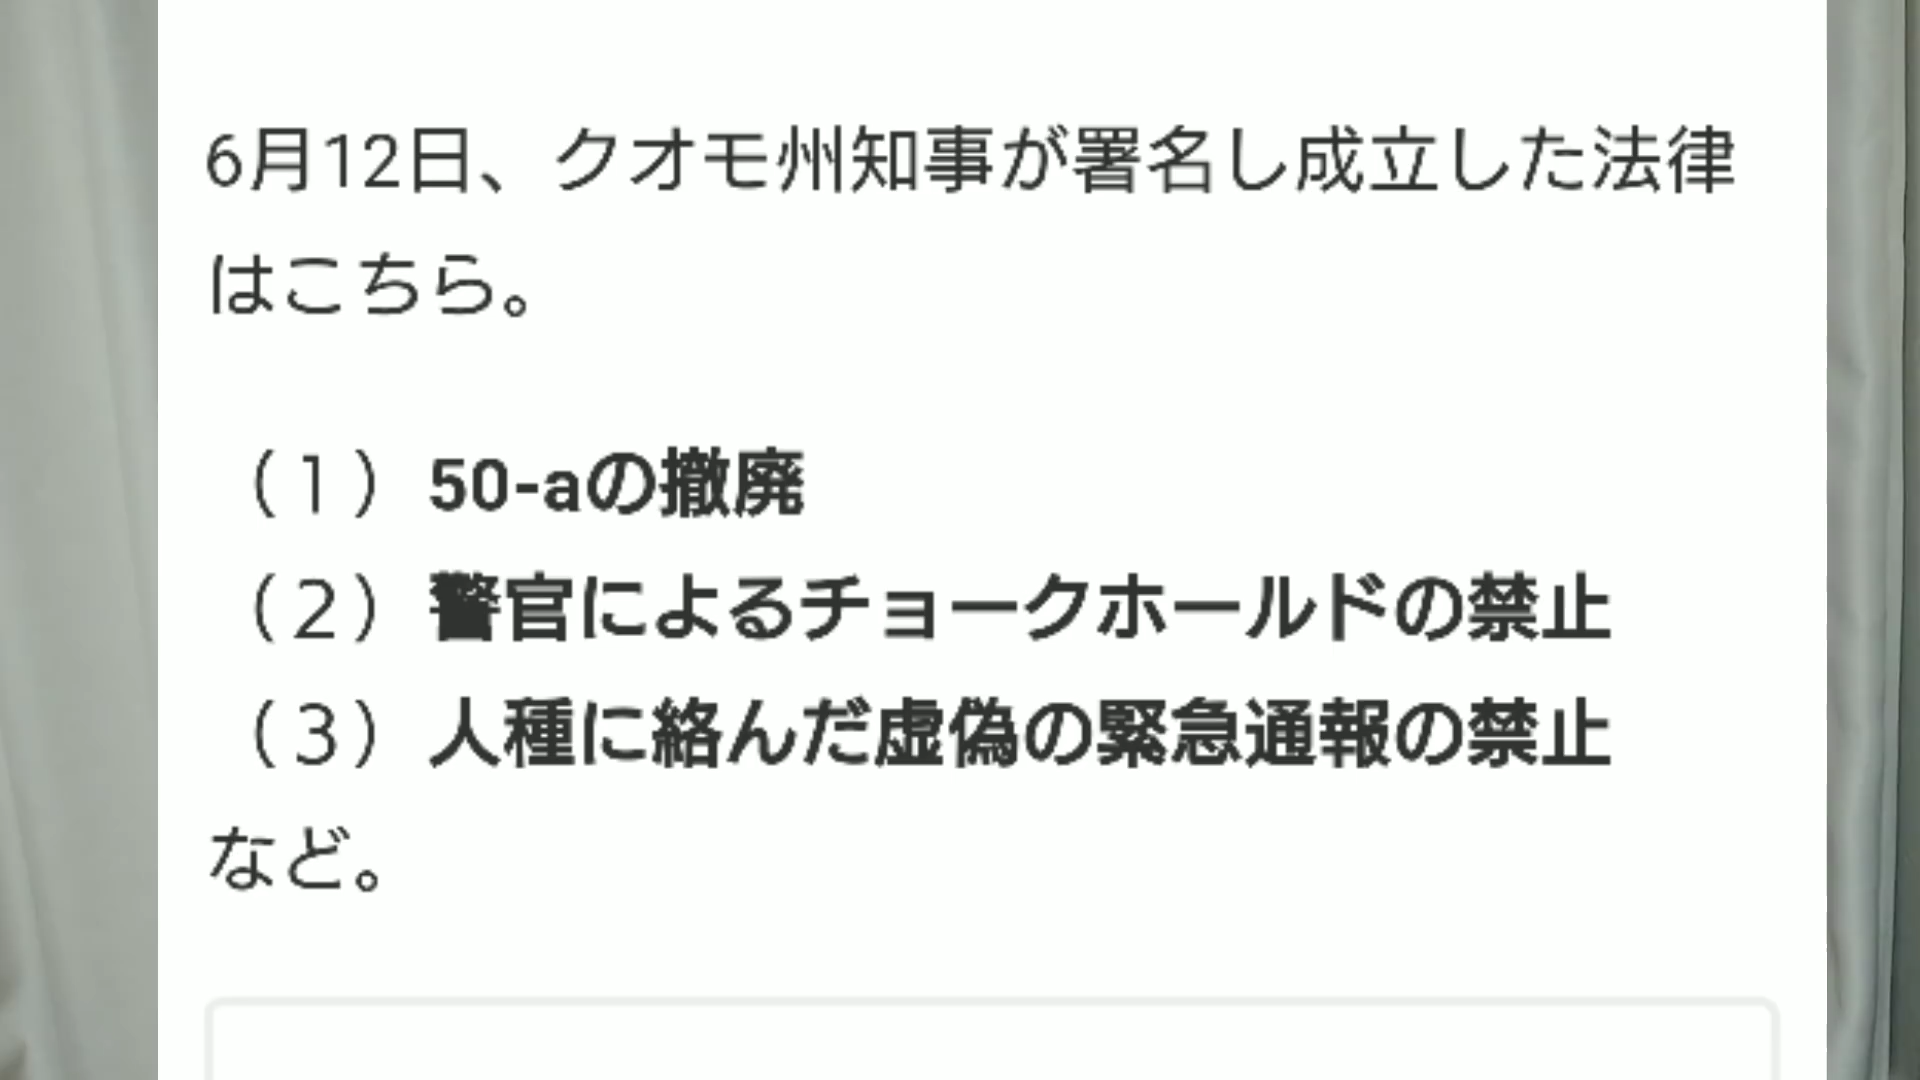 6月12日、クオモ州知事が署名し成立した法律
はこちら。
（1）50-aの撤廃
（2）警官によるチョークホールドの禁止
（3）人種に絡んだ虚偽の緊急通報の禁止
など。